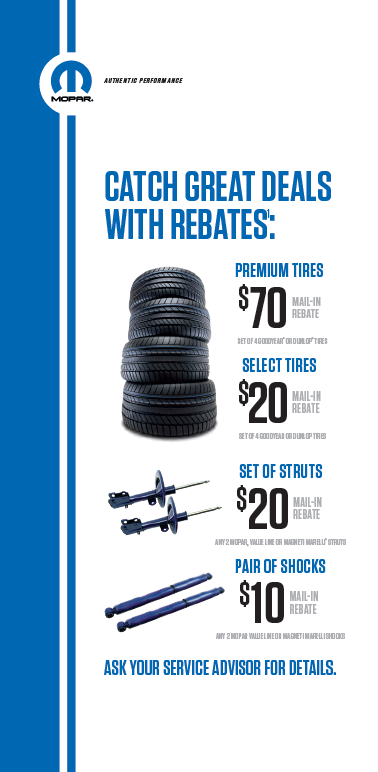 MOPAR®
AUTHENTIC PERFORMANCE
CATCH GREAT DEALS
WITH REBATES¹:
PREMIUM TIRES
$70 MAIL-IN
REBATE
SET OF 4 GOODYEAR® OR DUNLOP® TIRES
SELECT TIRES
$20 MAIL-IN
REBATE
SET OF 4 GOODYEAR OR DUNLOP TIRES
SET OF STRUTS
$20 MAIL-IN
REBATE
ANY 2 MOPAR, VALUE LINE OR MAGNETI MARELLI® STRUTS
PAIR OF SHOCKS
$10 MAIL-IN
REBATE
ANY 2 MOPAR VALUE LINE OR MAGNETI MARELLI SHOCKS
ASK YOUR SERVICE ADVISOR FOR DETAILS.